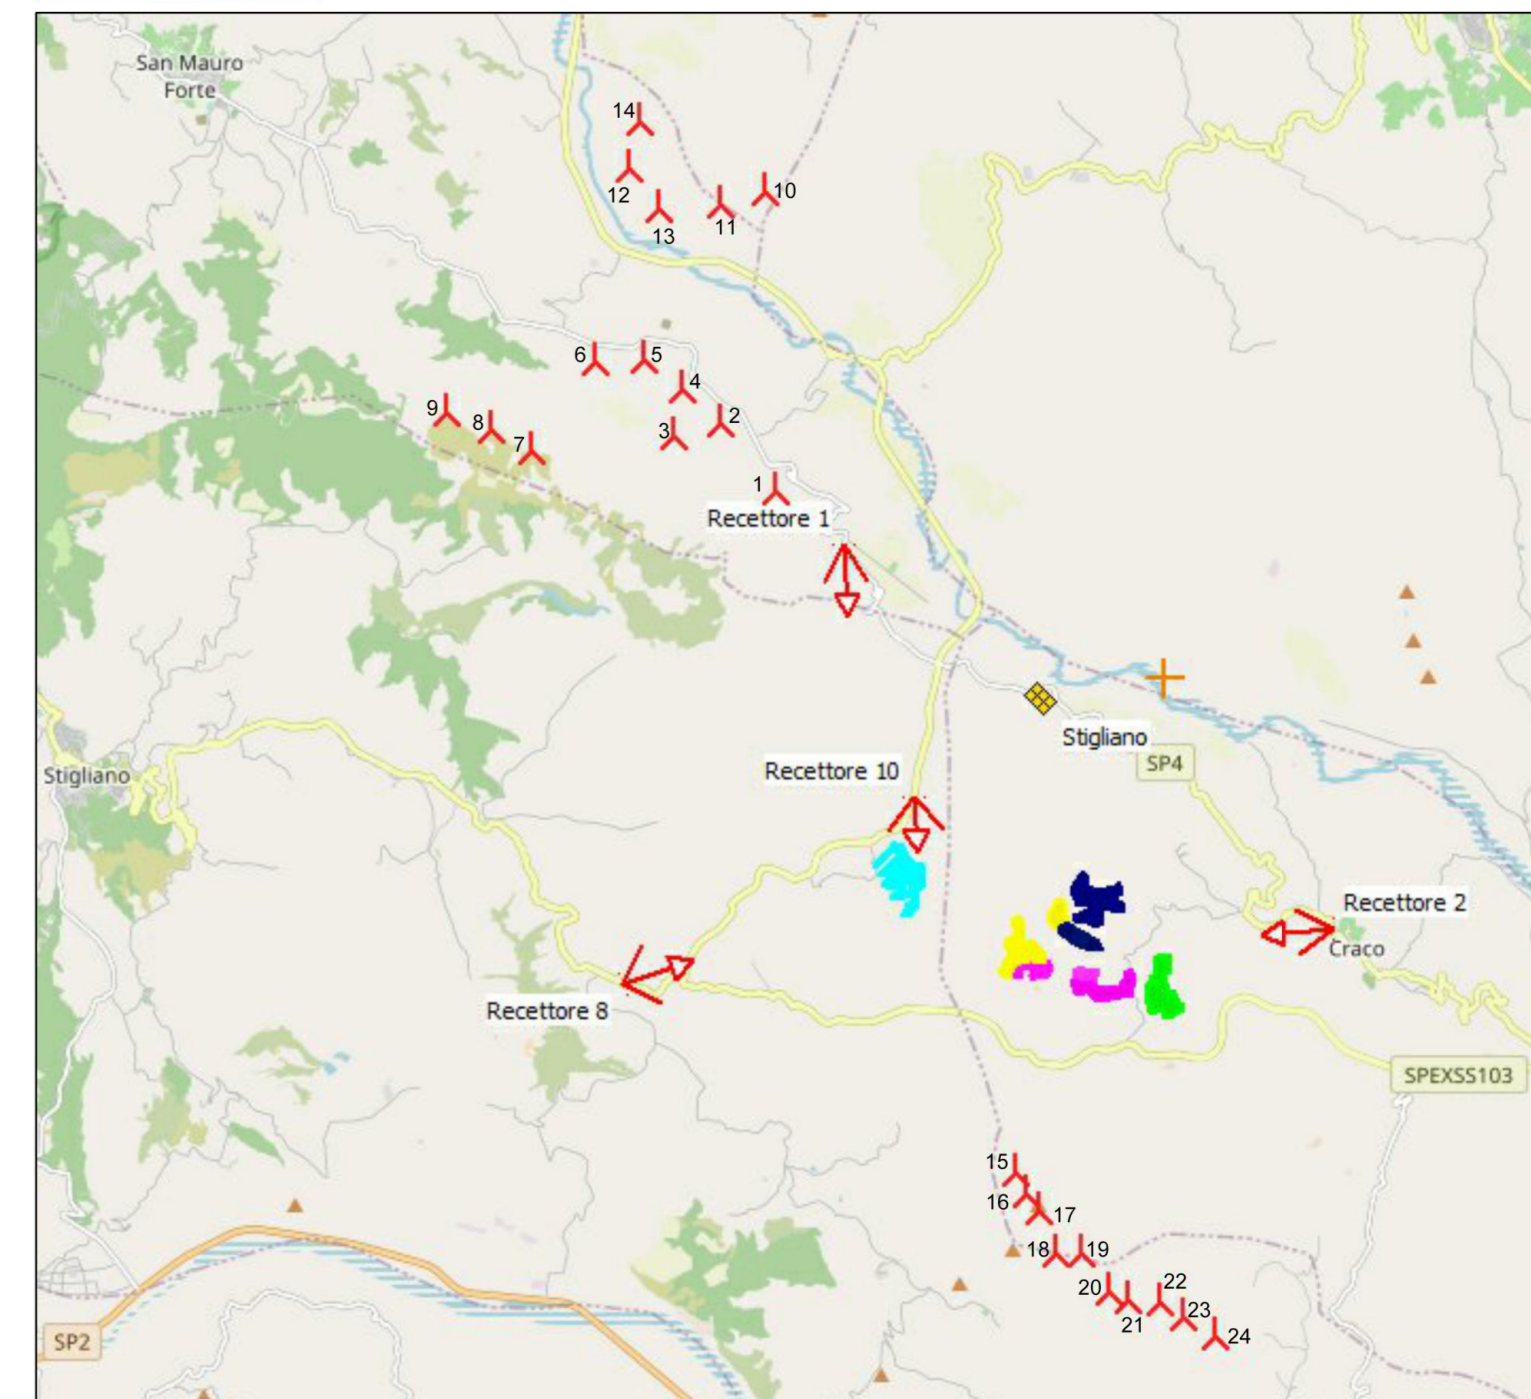 San Mauro
Forte
14
12
13
11
10
6
5
4
9
8
7
3
2
1
Recettore 1
Stigliano
SP4
Recettore 10
Stigliano
Recettore 2
Craco
Recettore 8
SPEXSS103
15
16
17
18
19
20
21
22
23
24
SP2